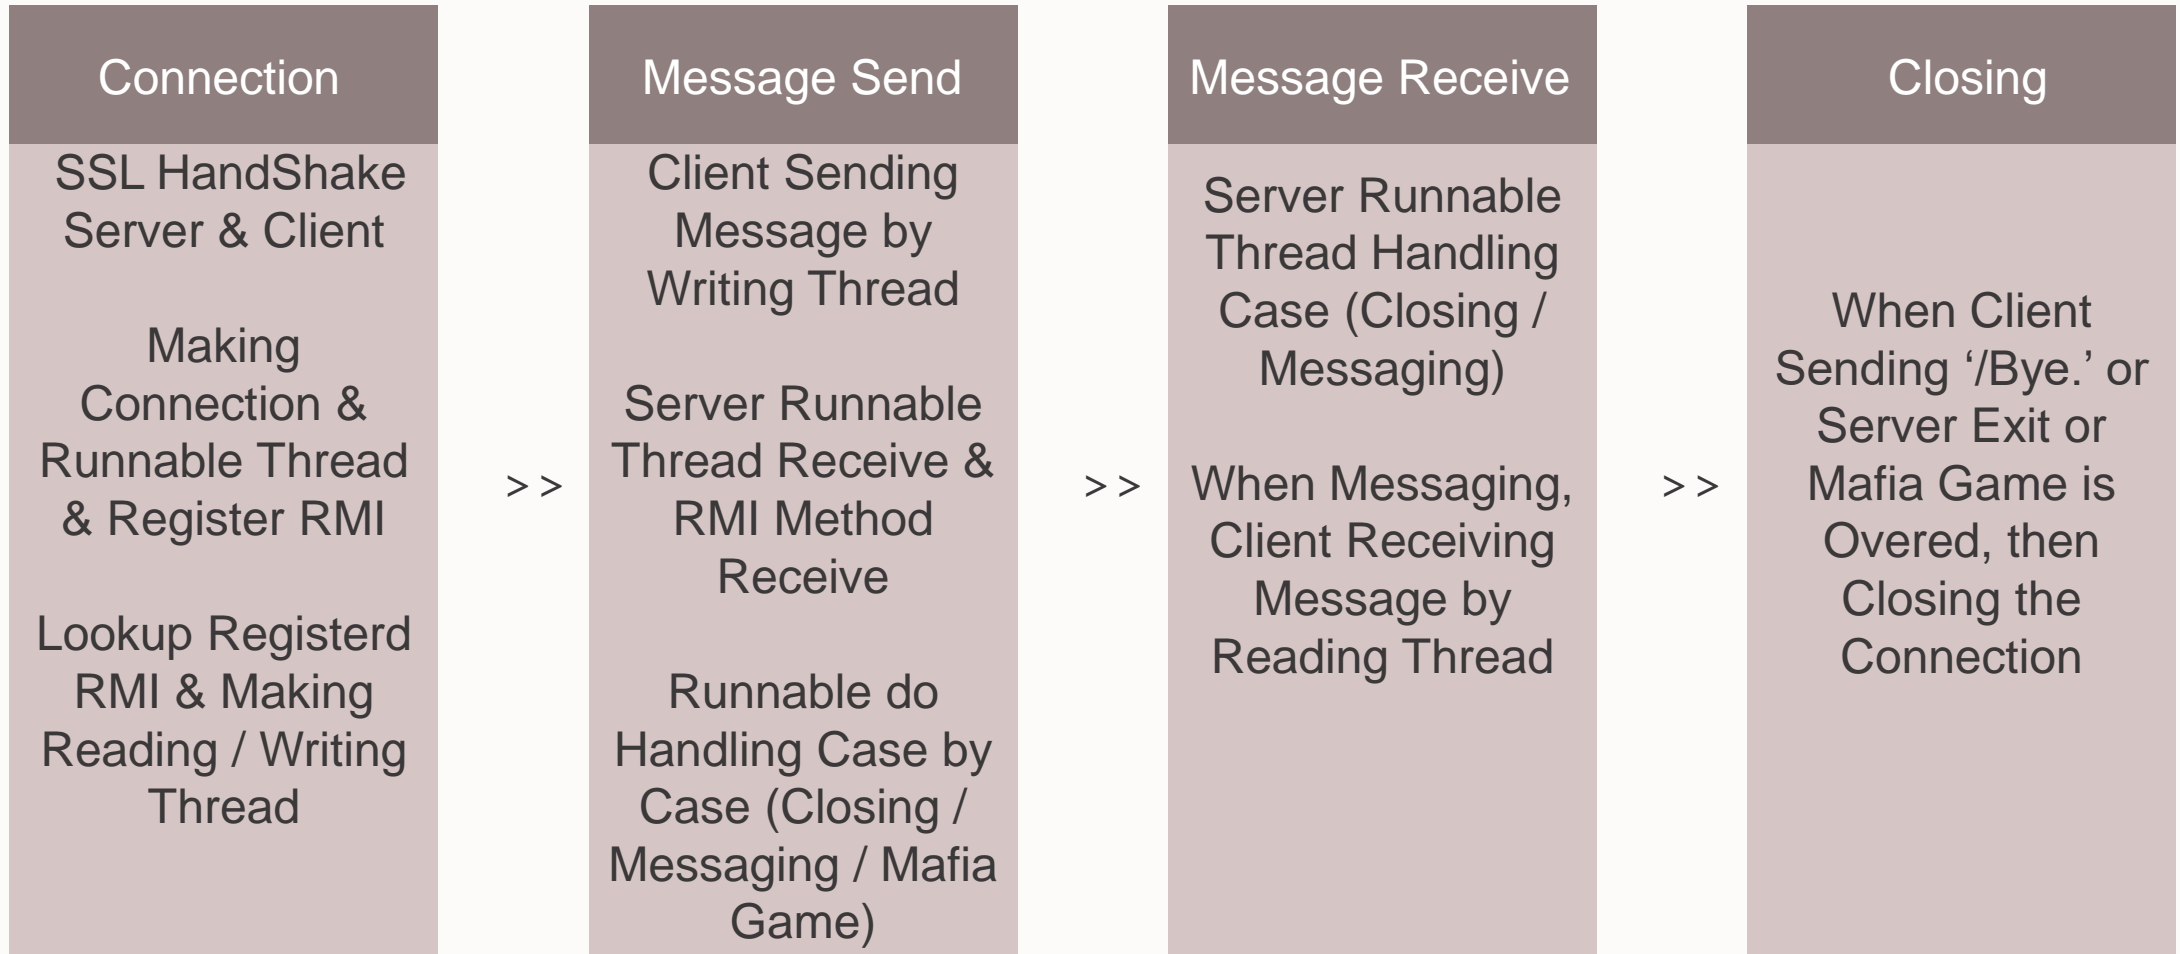 Connection
SSL HandShake
Server & Client
Making
Connection &
Runnable Thread
& Register RMI
Lookup Registerd
RMI & Making
Reading / Writing
Thread
>>
Message Send
Client Sending
Message by
Writing Thread
Server Runnable
Thread Receive &
RMI Method
Receive
Runnable do
Handling Case by
Case (Closing /
Messaging / Mafia
Game)
>>
Message Receive
Server Runnable
Thread Handling
Case (Closing /
Messaging)
When Messaging,
Client Receiving
Message by
Reading Thread
>>
Closing
When Client
Sending ‘/Bye.’ or
Server Exit or
Mafia Game is
Overed, then
Closing the
Connection